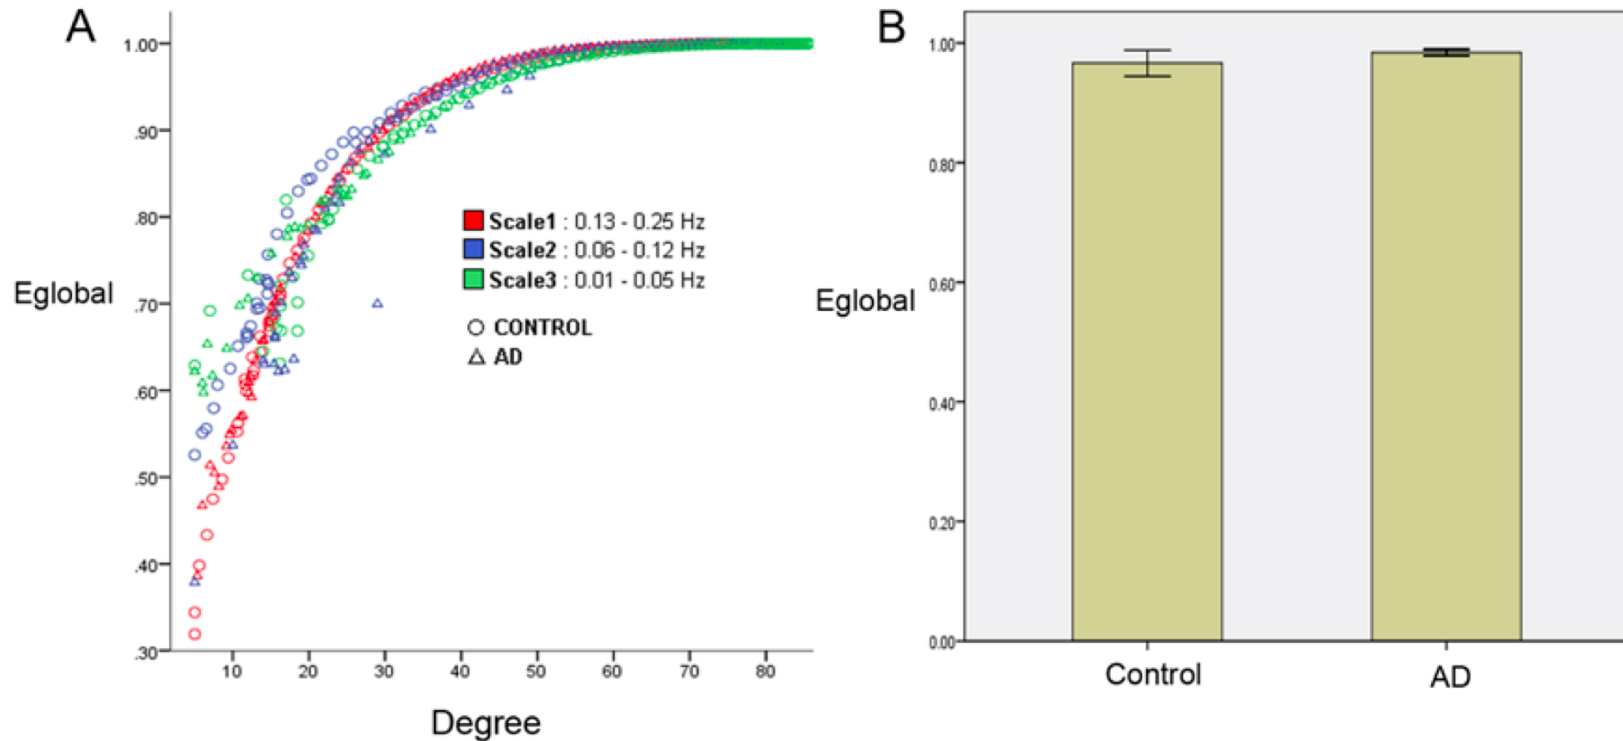 A
1.00
.90
.80
.70
.60
.50
.40
.30
Eglobal
Scale1 : 0.13 - 0.25 Hz
Scale2 : 0.06 - 0.12 Hz
Scale3 : 0.01 - 0.05 Hz
CONTROL
AD
10 20 30 40 50 60 70 80
Degree
B
1.00
0.80
0.60
0.40
0.20
0.00
Eglobal
Control AD